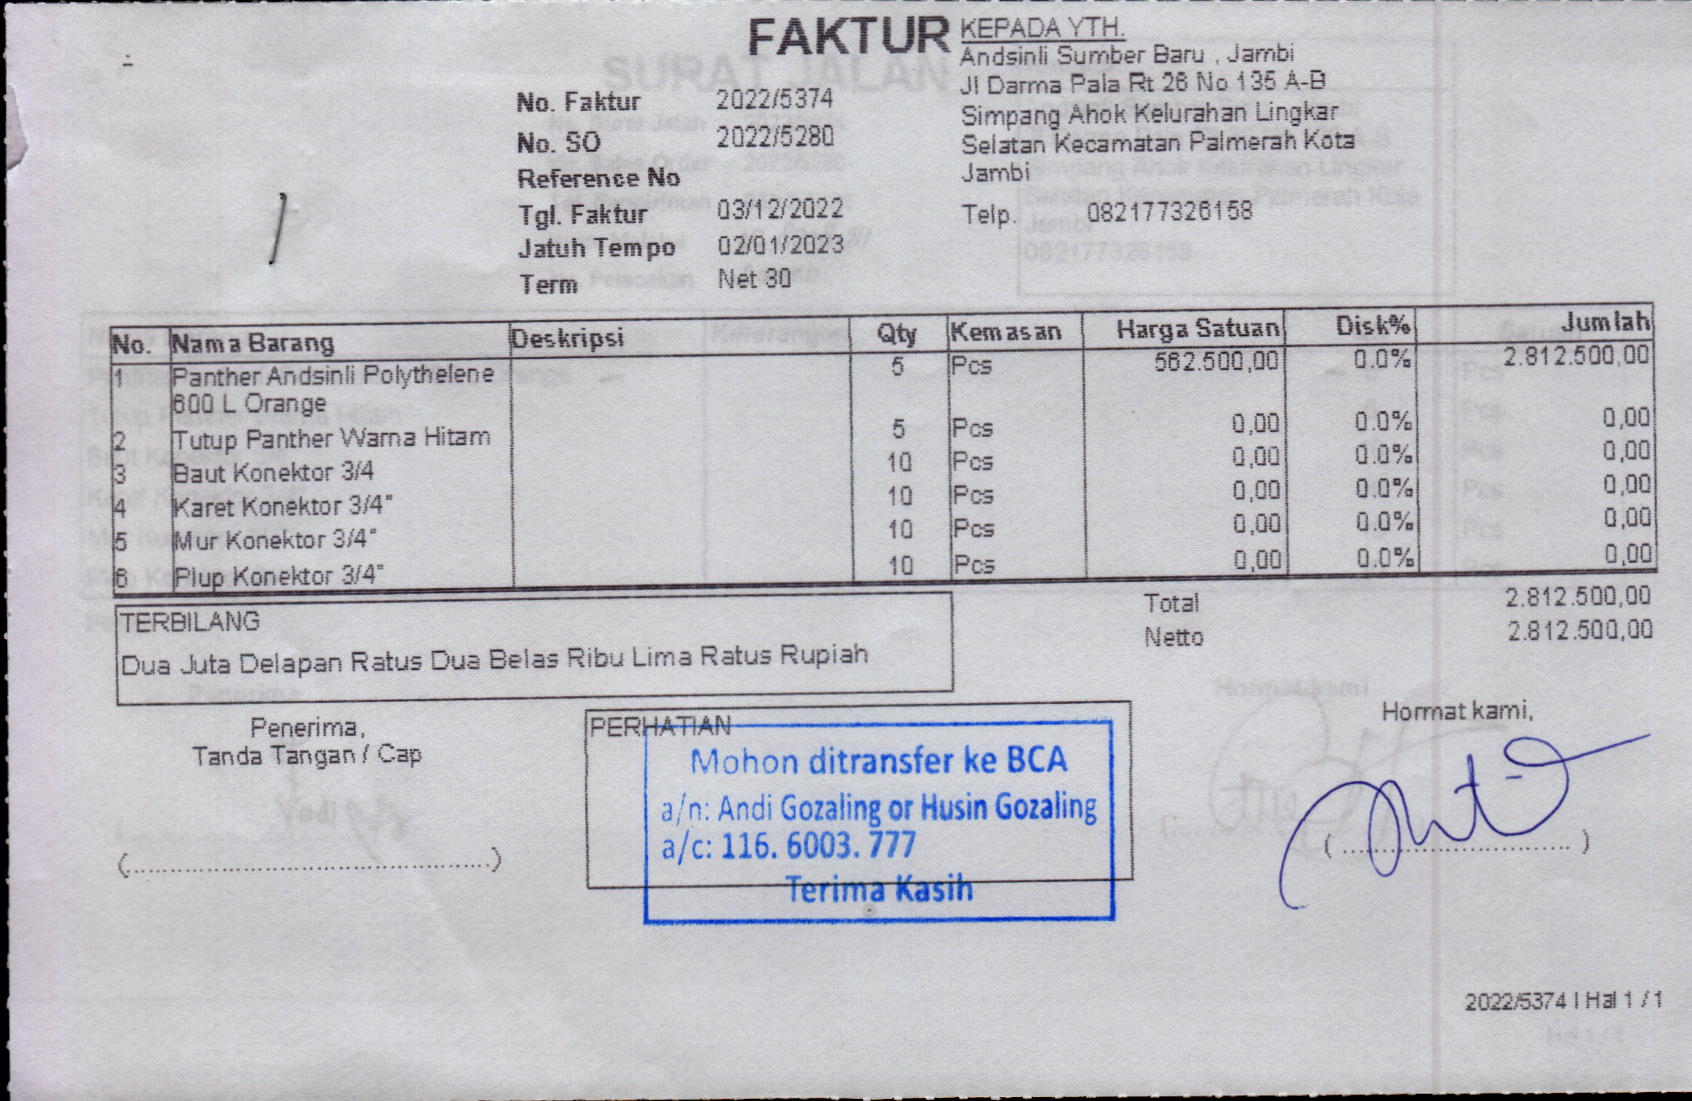 FAKTUR
KEPADA YTH.
Andsinli Sumber Baru , Jambi
Jl Darma Pala Rt 26 No 135 A-B
Simpang Ahok Kelurahan Lingkar
Selatan Kecamatan Palmerah Kota
Jambi
Telp. 082177326158
No. Faktur 2022/5374
No. SO 2022/5280
Reference No
Tgl. Faktur 03/12/2022
Jatuh Tempo 02/01/2023
Term Net 30
No. Nama Barang Deskripsi Qty Kemasan Harga Satuan Disk% Jumlah
1 Panther Andsinli Polythelene 5 Pcs 562.500,00 0.0% 2.812.500,00
600 L Orange
2 Tutup Panther Warna Hitam 5 Pcs 0,00 0.0% 0,00
3 Baut Konektor 3/4 10 Pcs 0,00 0.0% 0,00
4 Karet Konektor 3/4" 10 Pcs 0,00 0.0% 0,00
5 Mur Konektor 3/4" 10 Pcs 0,00 0.0% 0,00
6 Plup Konektor 3/4" 10 Pcs 0,00 0.0% 0,00
Total 2.812.500,00
Netto 2.812.500,00
TERBILANG
Dua Juta Delapan Ratus Dua Belas Ribu Lima Ratus Rupiah
Penerima,
Tanda Tangan / Cap
(................................................)
PERHATIAN
Mohon ditransfer ke BCA
a/n: Andi Gozaling or Husin Gozaling
a/c: 116. 6003. 777
Terima Kasih
Hormat kami,
( ................................ )
2022/5374 | Hal 1 / 1